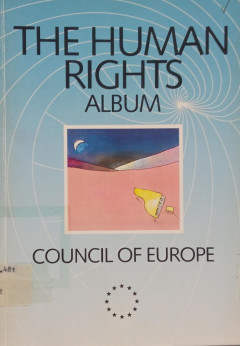 THE HUMAN
RIGHTS
ALBUM
COUNCIL OF EUROPE